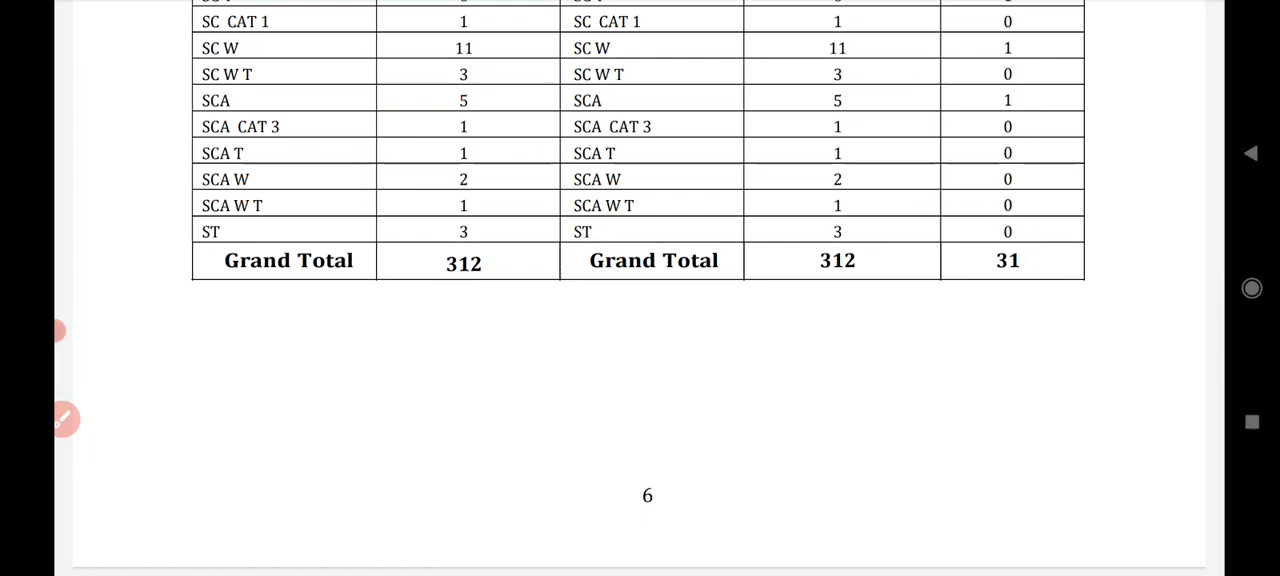 SC CAT 1 1 SC CAT 1 1 0
SC W 11 SC W 11 1
SC W T 3 SC W T 3 0
SCA 5 SCA 5 1
SCA CAT 3 1 SCA CAT 3 1 0
SCA T 1 SCA T 1 0
SCA W 2 SCA W 2 0
SCA W T 1 SCA W T 1 0
ST 3 ST 3 0
Grand Total 312 Grand Total 312 31
6